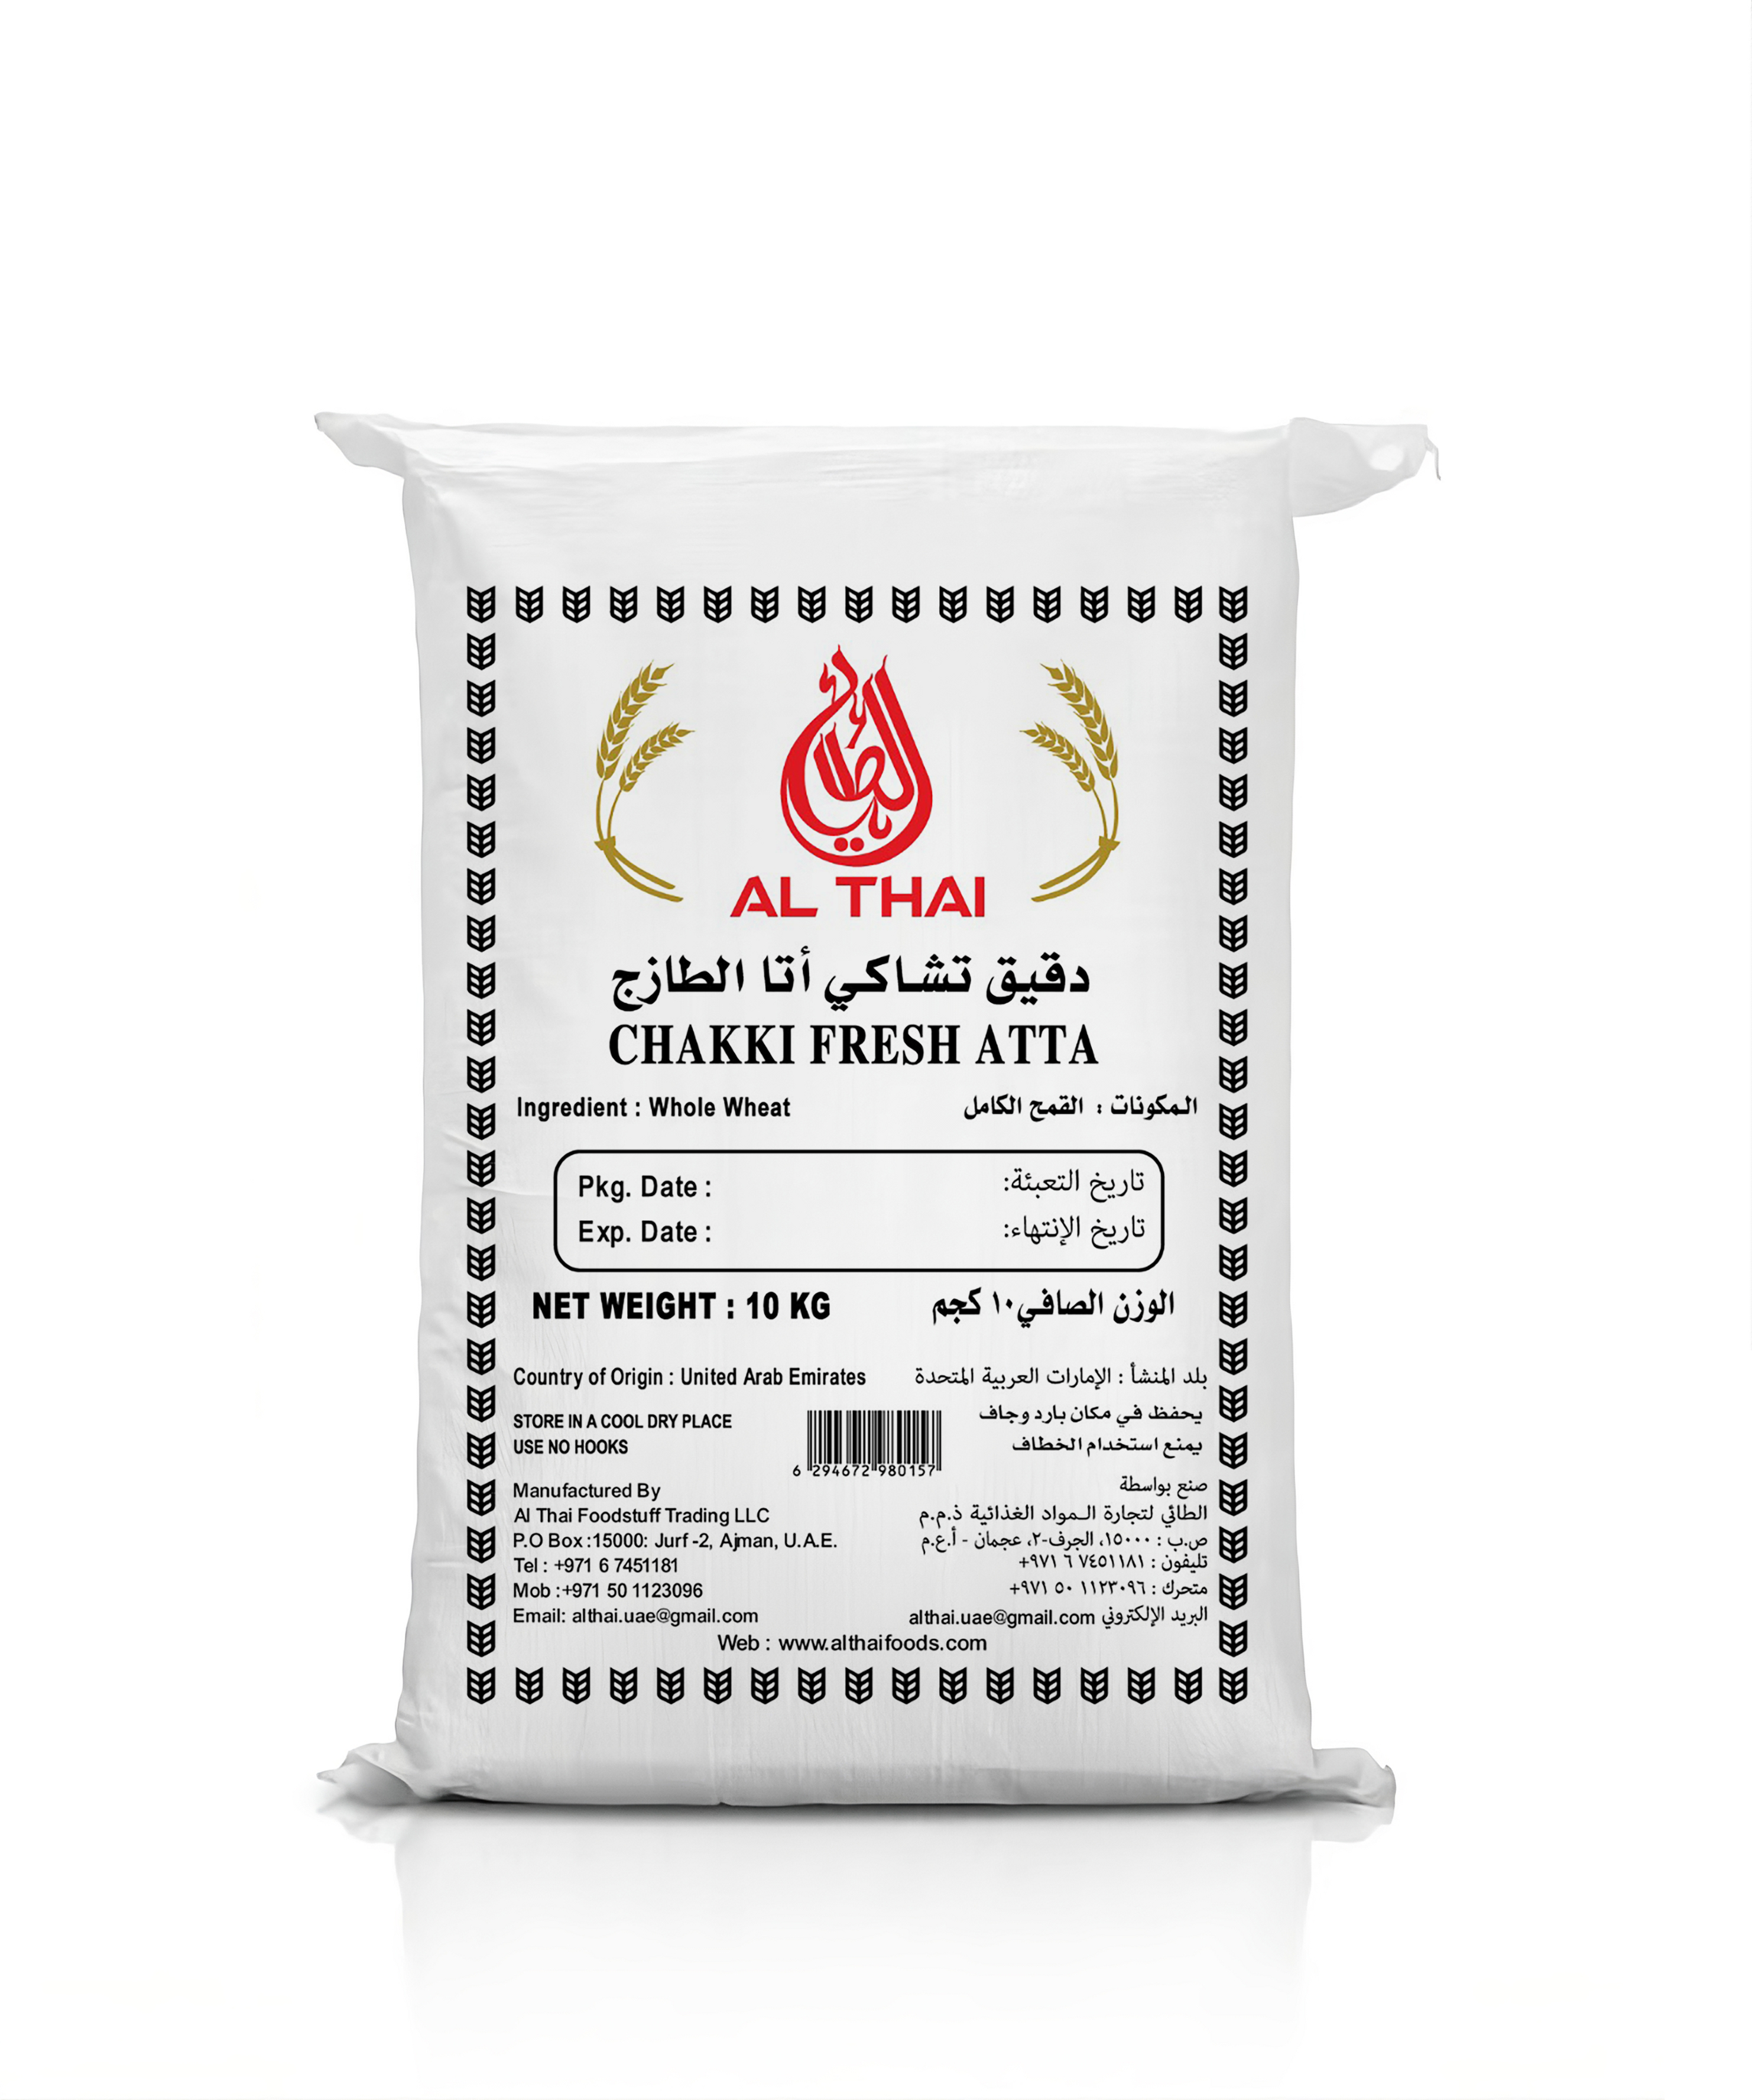 الطائي
AL THAI
دقيق تشاكي أتا الطازج
CHAKKI FRESH ATTA
Ingredient : Whole Wheat
المكونات : القمح الكامل
Pkg. Date :
تاريخ التعبئة:
Exp. Date :
تاريخ الإنتهاء:
NET WEIGHT : 10 KG
الوزن الصافي١٠ كجم
Country of Origin : United Arab Emirates
بلد المنشأ : الإمارات العربية المتحدة
STORE IN A COOL DRY PLACE
USE NO HOOKS
يحفظ في مكان بارد وجاف
يمنع استخدام الخطاف
6 294672 980157
Manufactured By
Al Thai Foodstuff Trading LLC
P.O Box :15000: Jurf -2, Ajman, U.A.E.
Tel : +971 6 7451181
Mob :+971 50 1123096
Email: althai.uae@gmail.com
صنع بواسطة
الطائي لتجارة المواد الغذائية ذ.م.م
ص.ب : ١٥٠٠٠، الجرف-٢، عجمان - أ.ع.م
تليفون : ٧٤٥١١٨١ ٦ ٩٧١+
متحرك : ١١٢٣٠٩٦ ٥٠ ٩٧١+
البريد الإلكتروني althai.uae@gmail.com
Web : www.althaifoods.com